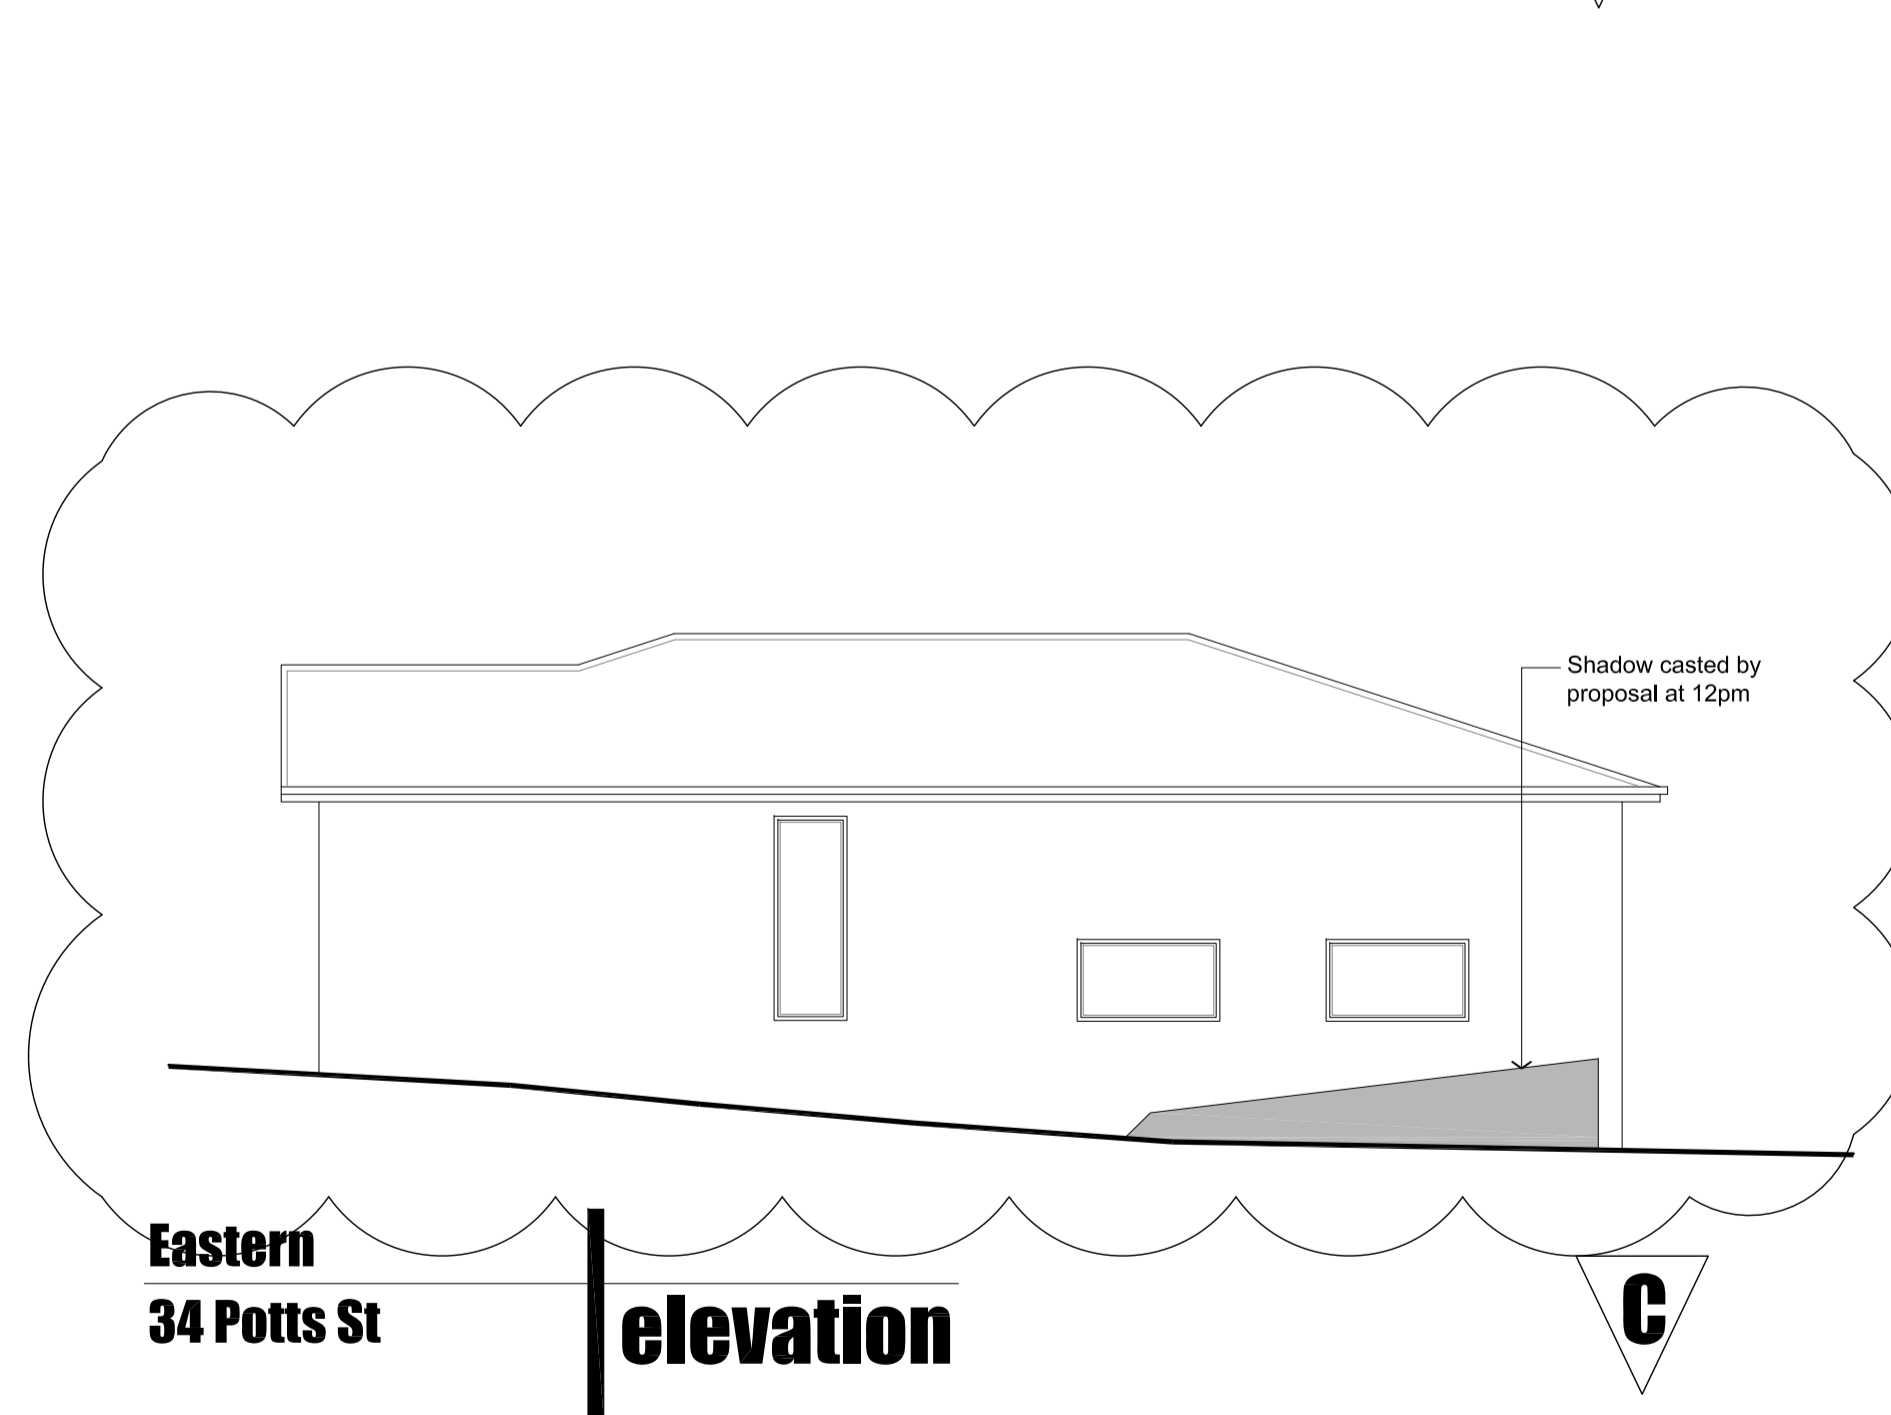 Shadow casted by
proposal at 12pm
Eastern
34 Potts St
elevation
C